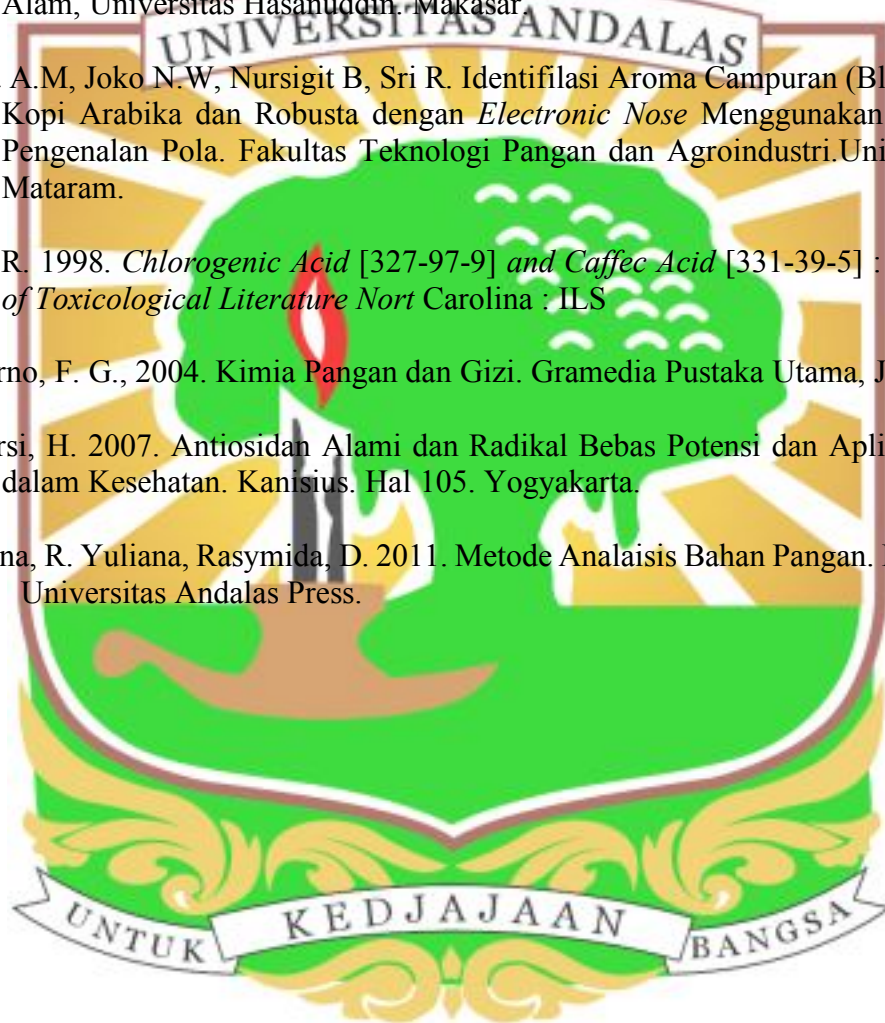 Alam, Universitas Hasanuddin. Makasar.
UNIVERSITAS ANDALAS
A.M, Joko N.W, Nursigit B, Sri R. Identifilasi Aroma Campuran (Bl
Kopi Arabika dan Robusta dengan Electronic Nose Menggunakan
Pengenalan Pola. Fakultas Teknologi Pangan dan Agroindustri.Uni
Mataram.
R. 1998. Chlorogenic Acid [327-97-9] and Caffec Acid [331-39-5] :
of Toxicological Literature Nort Carolina : ILS
rno, F. G., 2004. Kimia Pangan dan Gizi. Gramedia Pustaka Utama, J
rsi, H. 2007. Antiosidan Alami dan Radikal Bebas Potensi dan Apli
dalam Kesehatan. Kanisius. Hal 105. Yogyakarta.
na, R. Yuliana, Rasymida, D. 2011. Metode Analaisis Bahan Pangan.
Universitas Andalas Press.
UNTUK KEDJAJAAN BANGSA